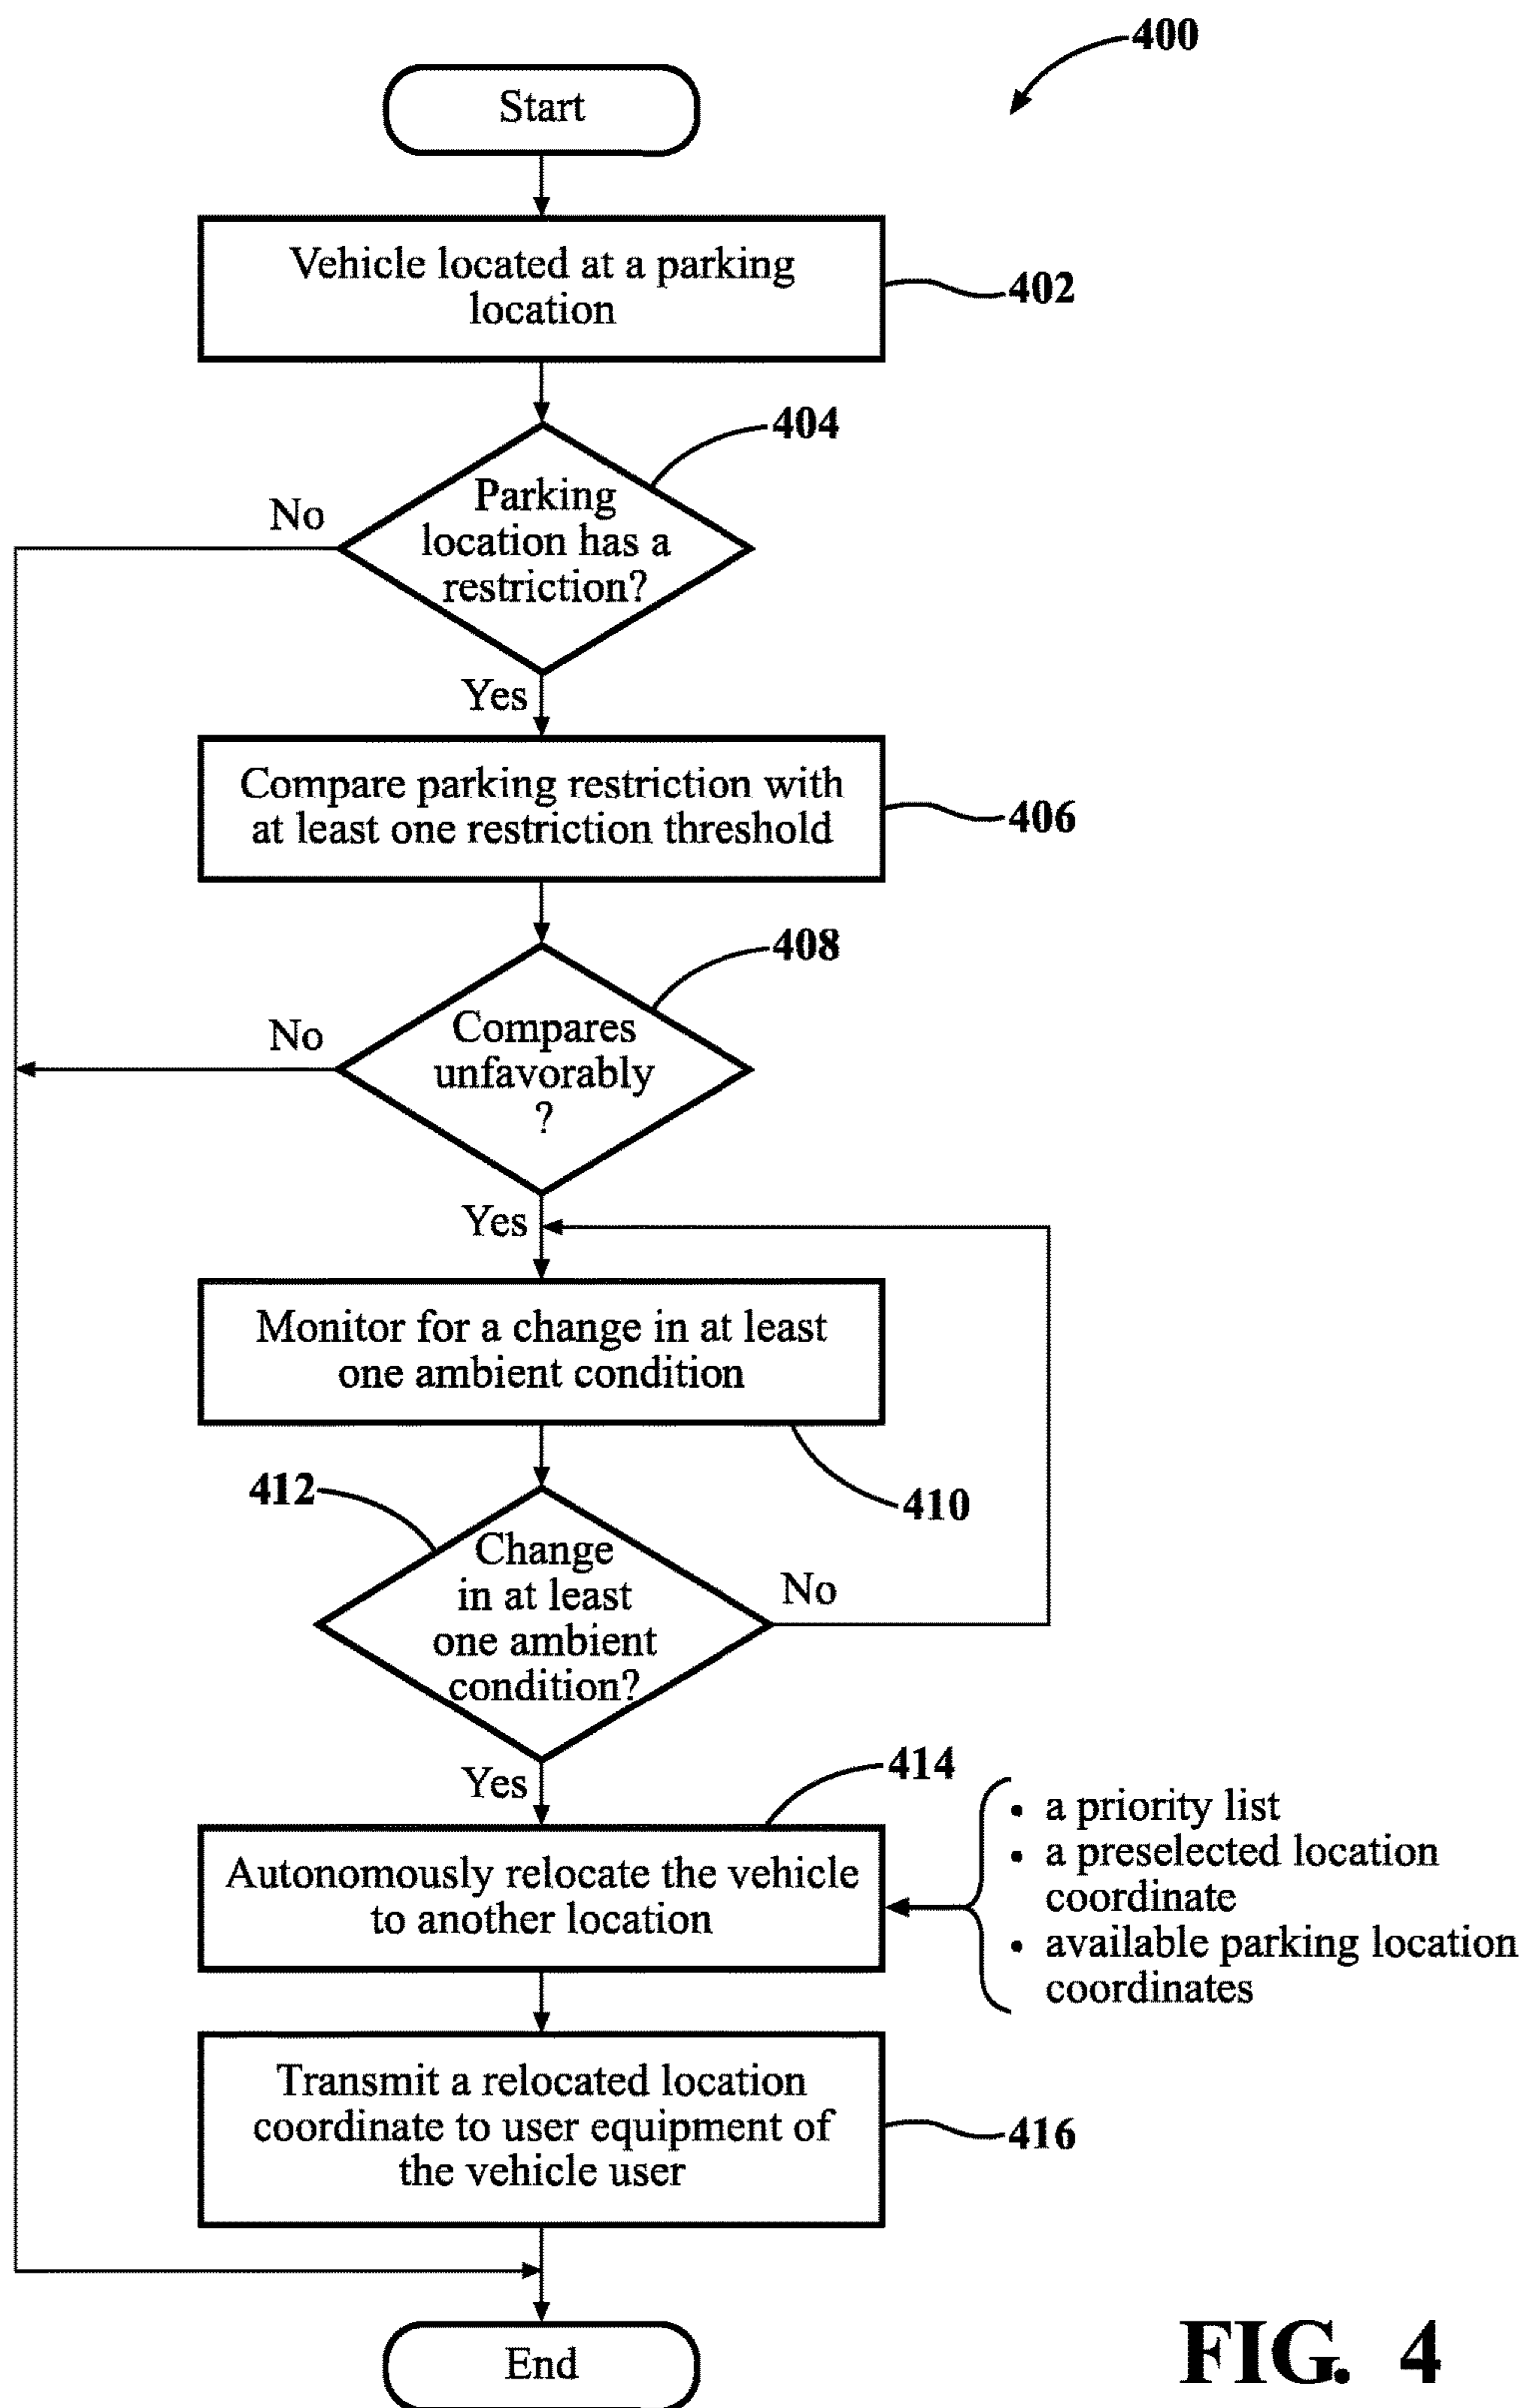 400
Start
Vehicle located at a parking
location
402
404
Parking
location has a
restriction?
No
Yes
Compare parking restriction with
at least one restriction threshold
406
408
Compares
unfavorably
?
No
Yes
Monitor for a change in at least
one ambient condition
410
412
Change
in at least
one ambient
condition?
No
Yes
414
Autonomously relocate the vehicle
to another location
• a priority list
• a preselected location
coordinate
• available parking location
coordinates
Transmit a relocated location
coordinate to user equipment of
the vehicle user
416
End
FIG. 4